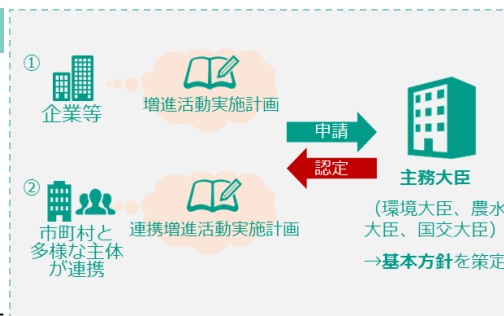 ①
企業等
増進活動実施計画
②
市町村と
多様な主体
が連携
連携増進活動実施計画
申請
認定
主務大臣
（環境大臣、農水
大臣、国交大臣）
→基本方針を策定